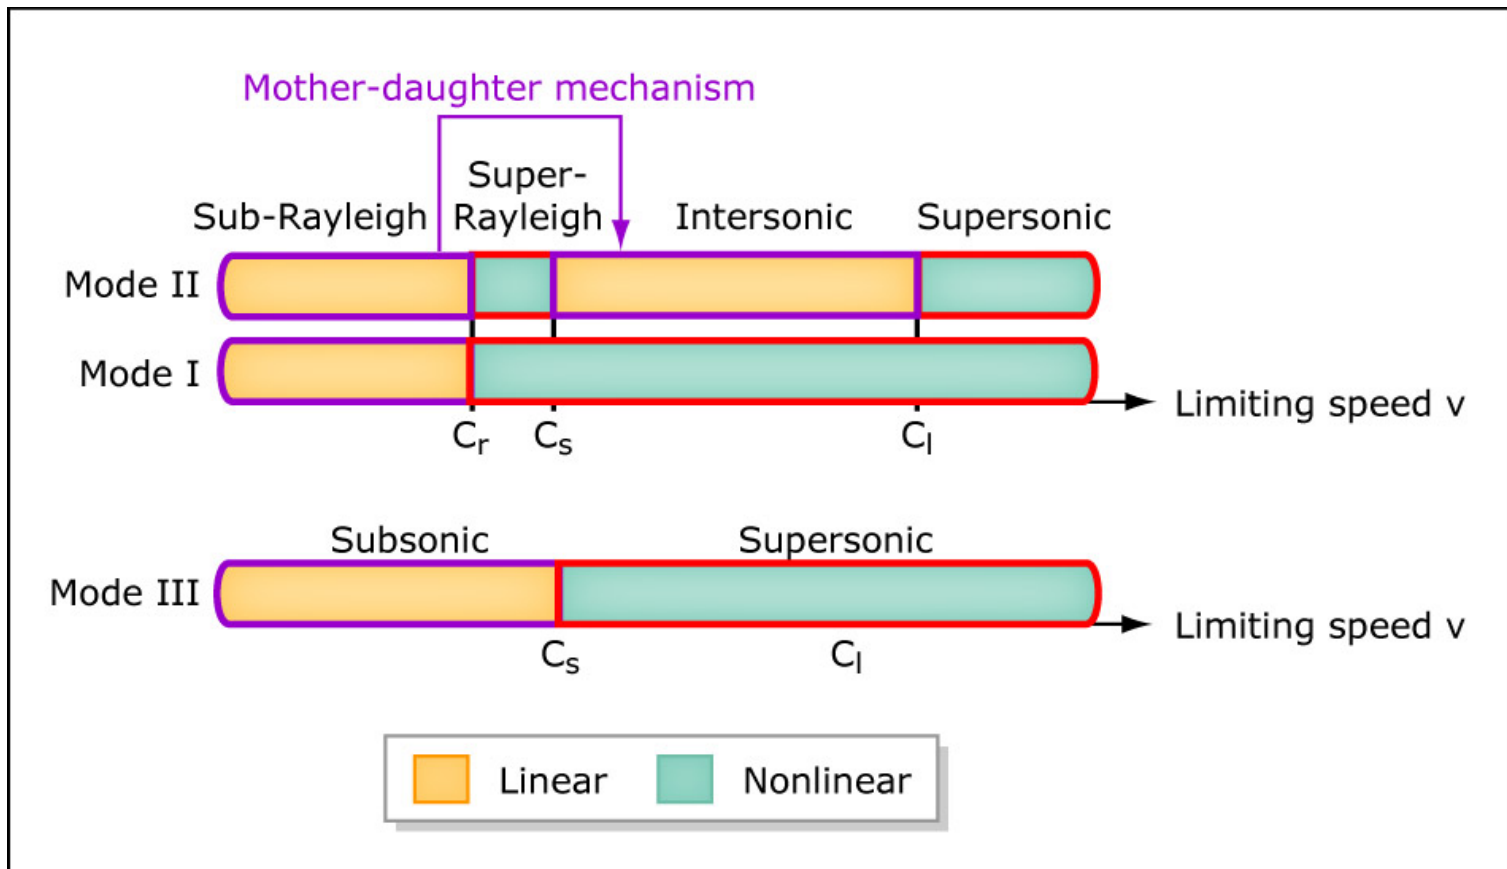 Mother-daughter mechanism
Super-
Sub-Rayleigh Rayleigh Intersonic Supersonic
Mode II
Mode I
Limiting speed v
Cr Cs Cl
Subsonic Supersonic
Mode III
Limiting speed v
Cs Cl
Linear Nonlinear